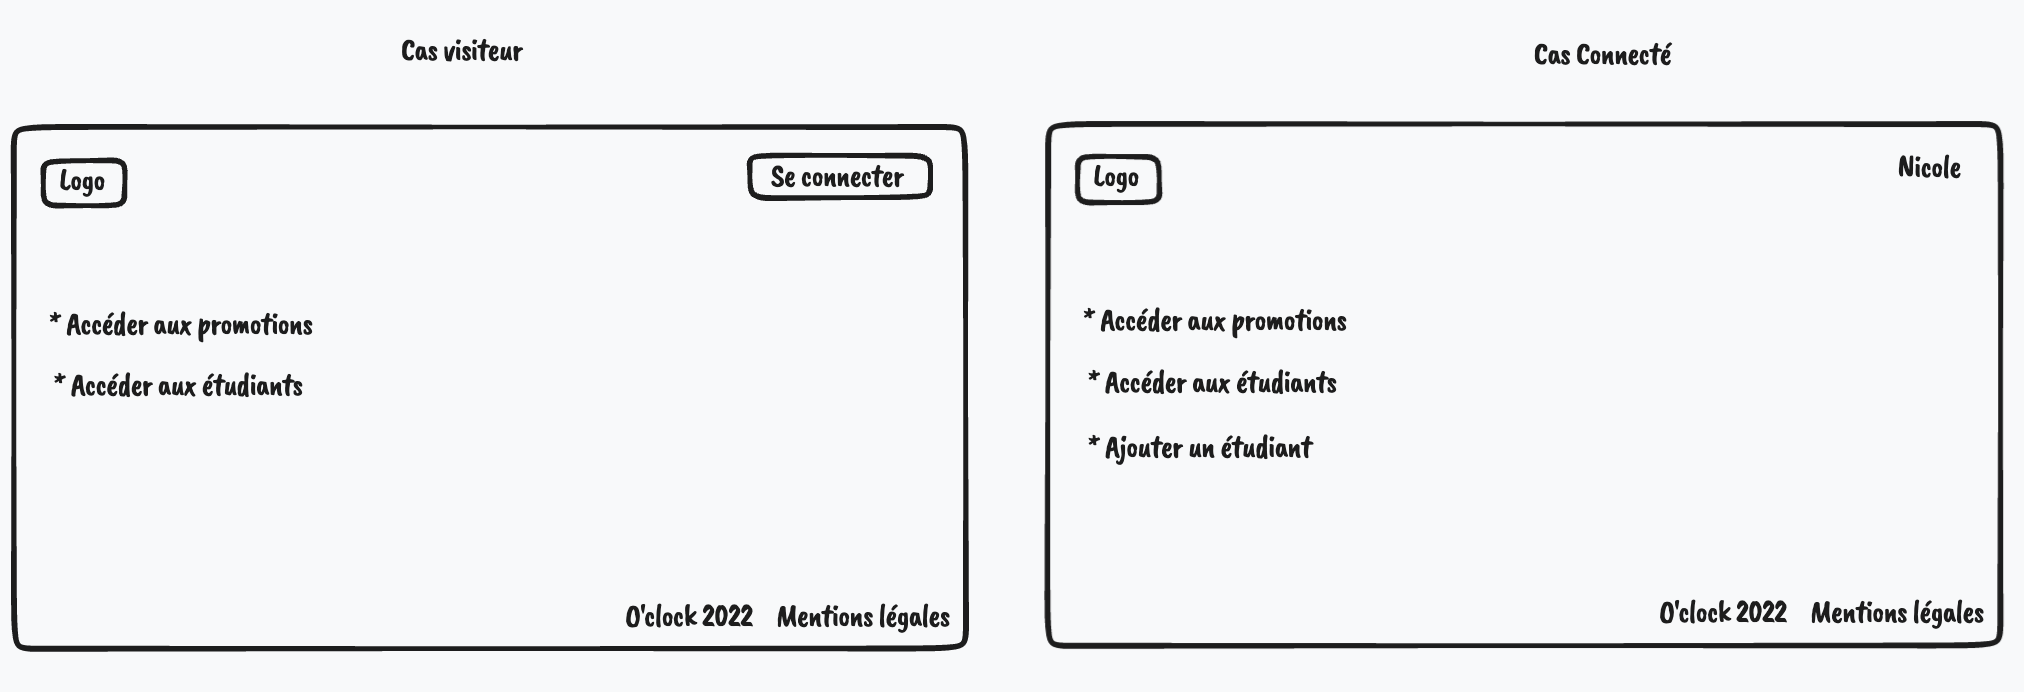 Cas visiteur
Logo
Se connecter
* Accéder aux promotions
* Accéder aux étudiants
O'clock 2022 Mentions légales
Cas Connecté
Logo
Nicole
* Accéder aux promotions
* Accéder aux étudiants
* Ajouter un étudiant
O'clock 2022 Mentions légales